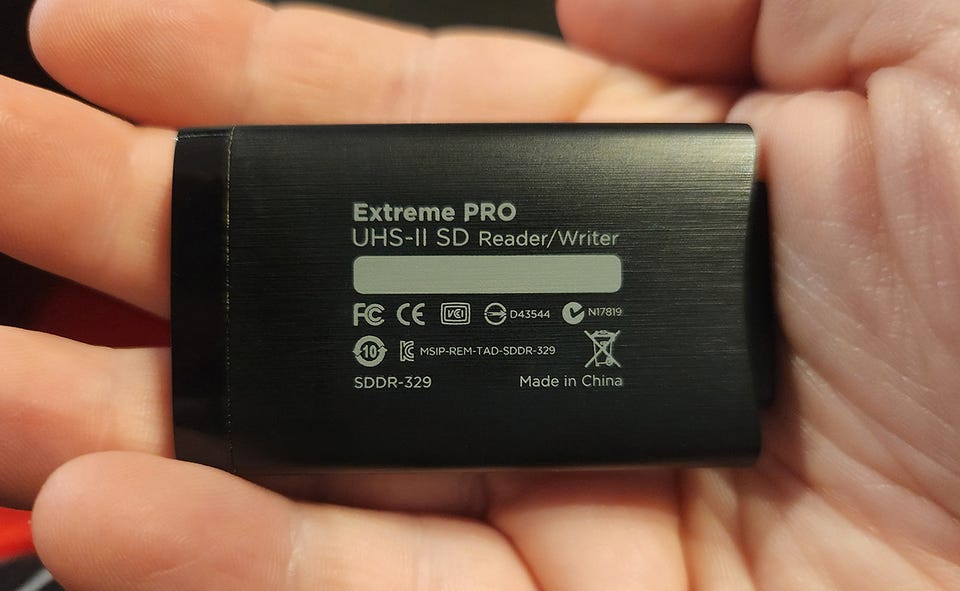 Extreme PRO
UHS-II SD Reader/Writer
FC CE VCI D43544 N17819
10 MSIP-REM-TAD-SDDR-329
SDDR-329 Made in China